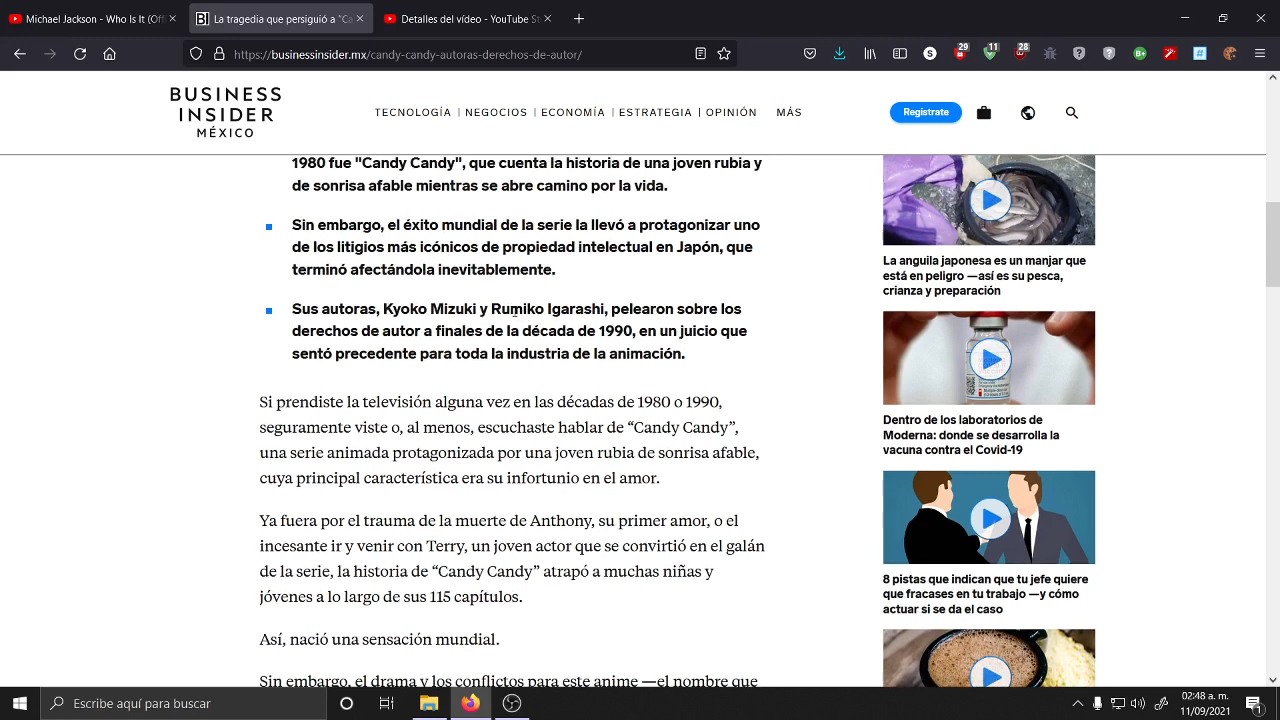 Michael Jackson - Who Is It (Offici
La tragedia que persiguió a "Ca
Detalles del vídeo - YouTube St
https://businessinsider.mx/candy-candy-autoras-derechos-de-autor/
29
11
28
BUSINESS
INSIDER
MÉXICO
TECNOLOGÍA | NEGOCIOS | ECONOMÍA | ESTRATEGIA | OPINIÓN MÁS
Regístrate
1980 fue "Candy Candy", que cuenta la historia de una joven rubia y
de sonrisa afable mientras se abre camino por la vida.
Sin embargo, el éxito mundial de la serie la llevó a protagonizar uno
de los litigios más icónicos de propiedad intelectual en Japón, que
terminó afectándola inevitablemente.
Sus autoras, Kyoko Mizuki y Rumiko Igarashi, pelearon sobre los
derechos de autor a finales de la década de 1990, en un juicio que
sentó precedente para toda la industria de la animación.
Si prendiste la televisión alguna vez en las décadas de 1980 o 1990,
seguramente viste o, al menos, escuchaste hablar de “Candy Candy”,
una serie animada protagonizada por una joven rubia de sonrisa afable,
cuya principal característica era su infortunio en el amor.
Ya fuera por el trauma de la muerte de Anthony, su primer amor, o el
incesante ir y venir con Terry, un joven actor que se convirtió en el galán
de la serie, la historia de “Candy Candy” atrapó a muchas niñas y
jóvenes a lo largo de sus 115 capítulos.
Así, nació una sensación mundial.
Sin embargo, el drama y los conflictos para este anime —el nombre que
La anguila japonesa es un manjar que
está en peligro —así es su pesca,
crianza y preparación
Dentro de los laboratorios de
Moderna: donde se desarrolla la
vacuna contra el Covid-19
8 pistas que indican que tu jefe quiere
que fracases en tu trabajo —y cómo
actuar si se da el caso
Escribe aquí para buscar
02:48 a. m.
11/09/2021